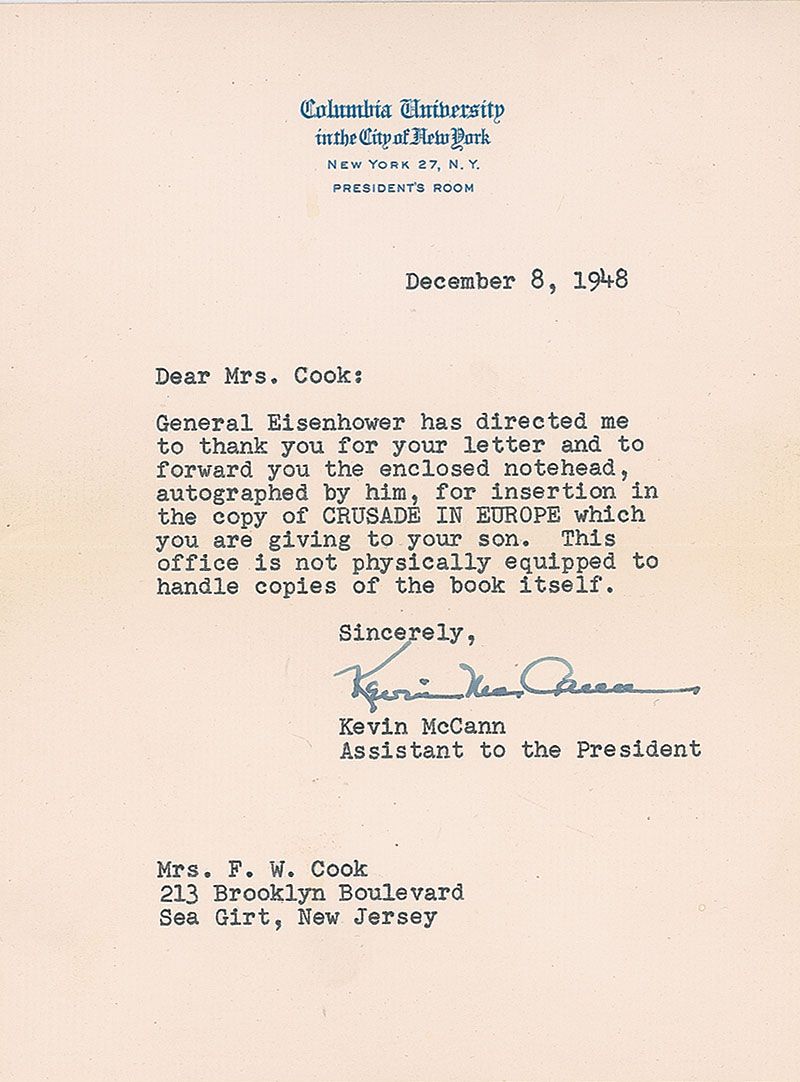 Columbia University
in the City of New York
NEW YORK 27, N. Y.
PRESIDENT'S ROOM
December 8, 1948
Dear Mrs. Cook:
General Eisenhower has directed me
to thank you for your letter and to
forward you the enclosed notehead,
autographed by him, for insertion in
the copy of CRUSADE IN EUROPE which
you are giving to your son. This
office is not physically equipped to
handle copies of the book itself.
Sincerely,
Kevin McCann
Kevin McCann
Assistant to the President
Mrs. F. W. Cook
213 Brooklyn Boulevard
Sea Girt, New Jersey